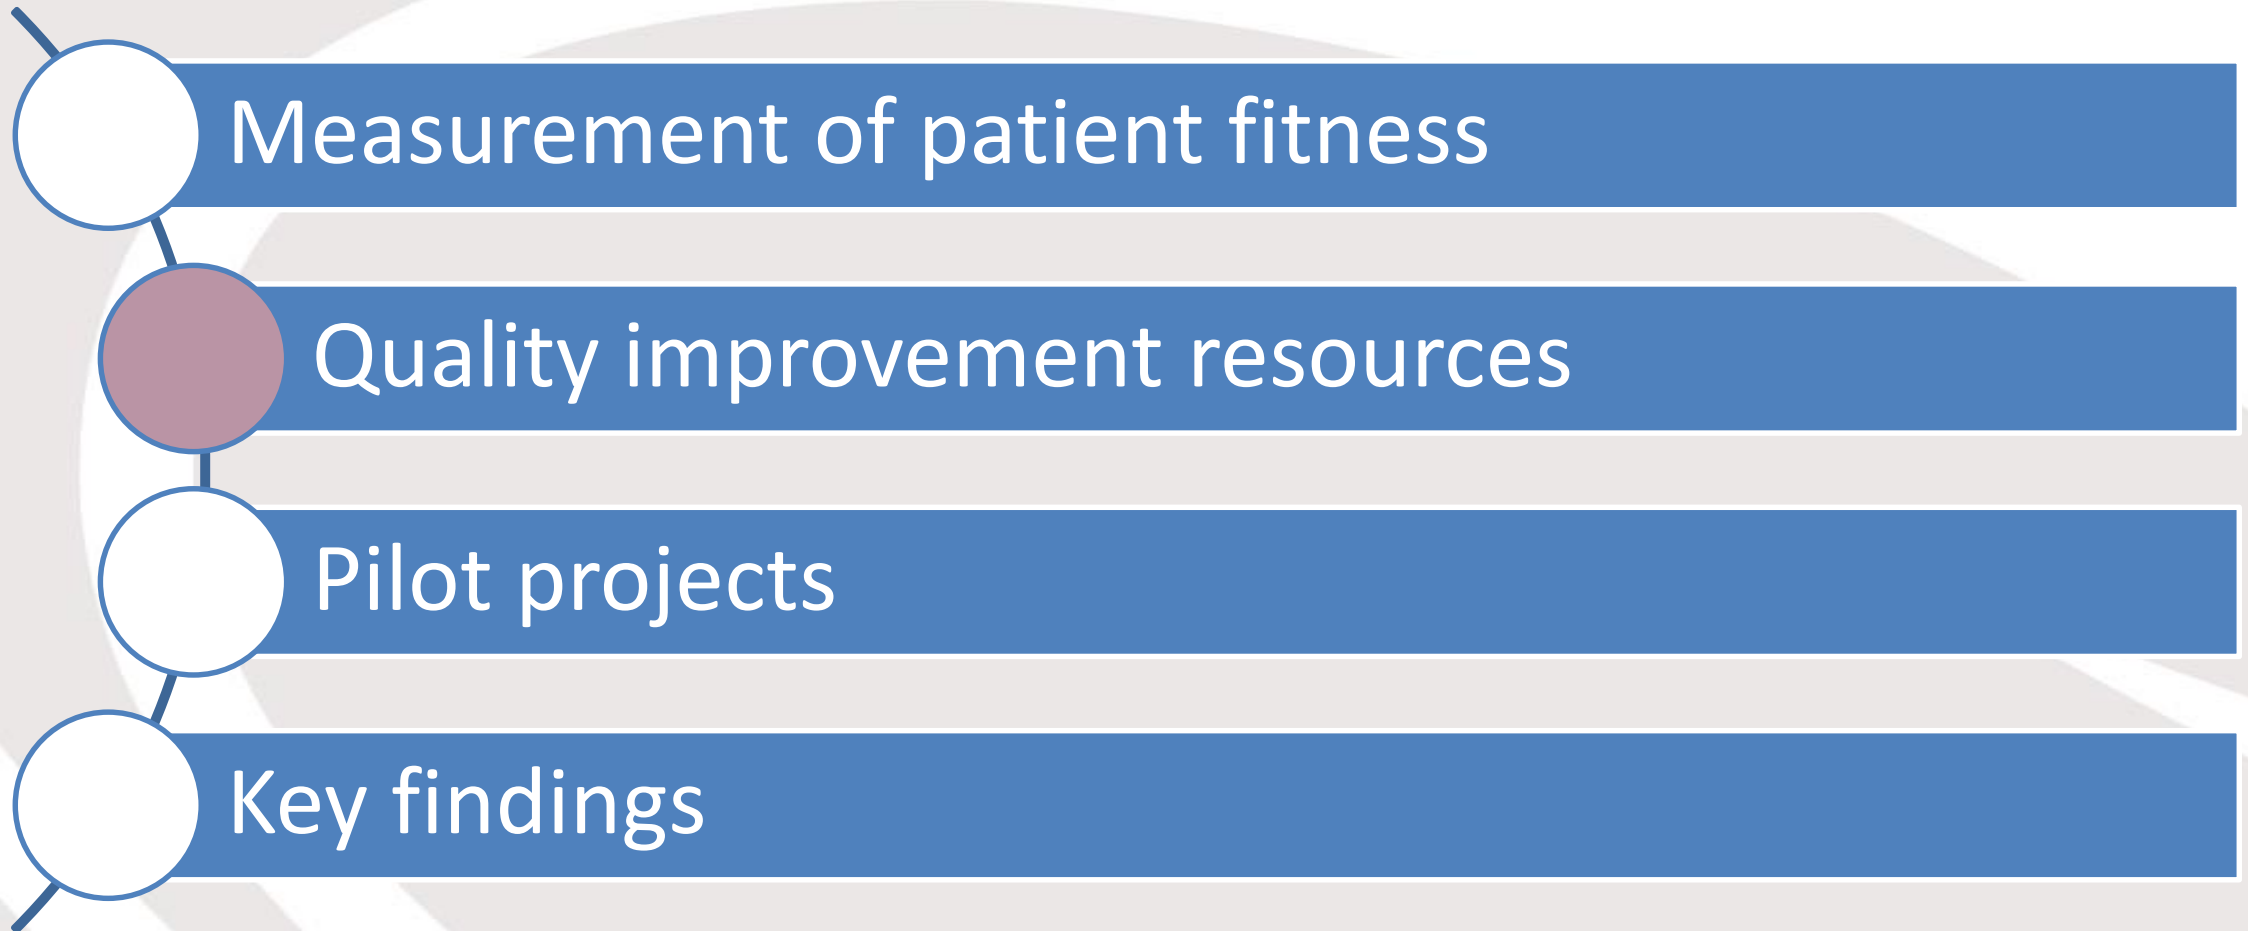 Measurement of patient fitness
Quality improvement resources
Pilot projects
Key findings